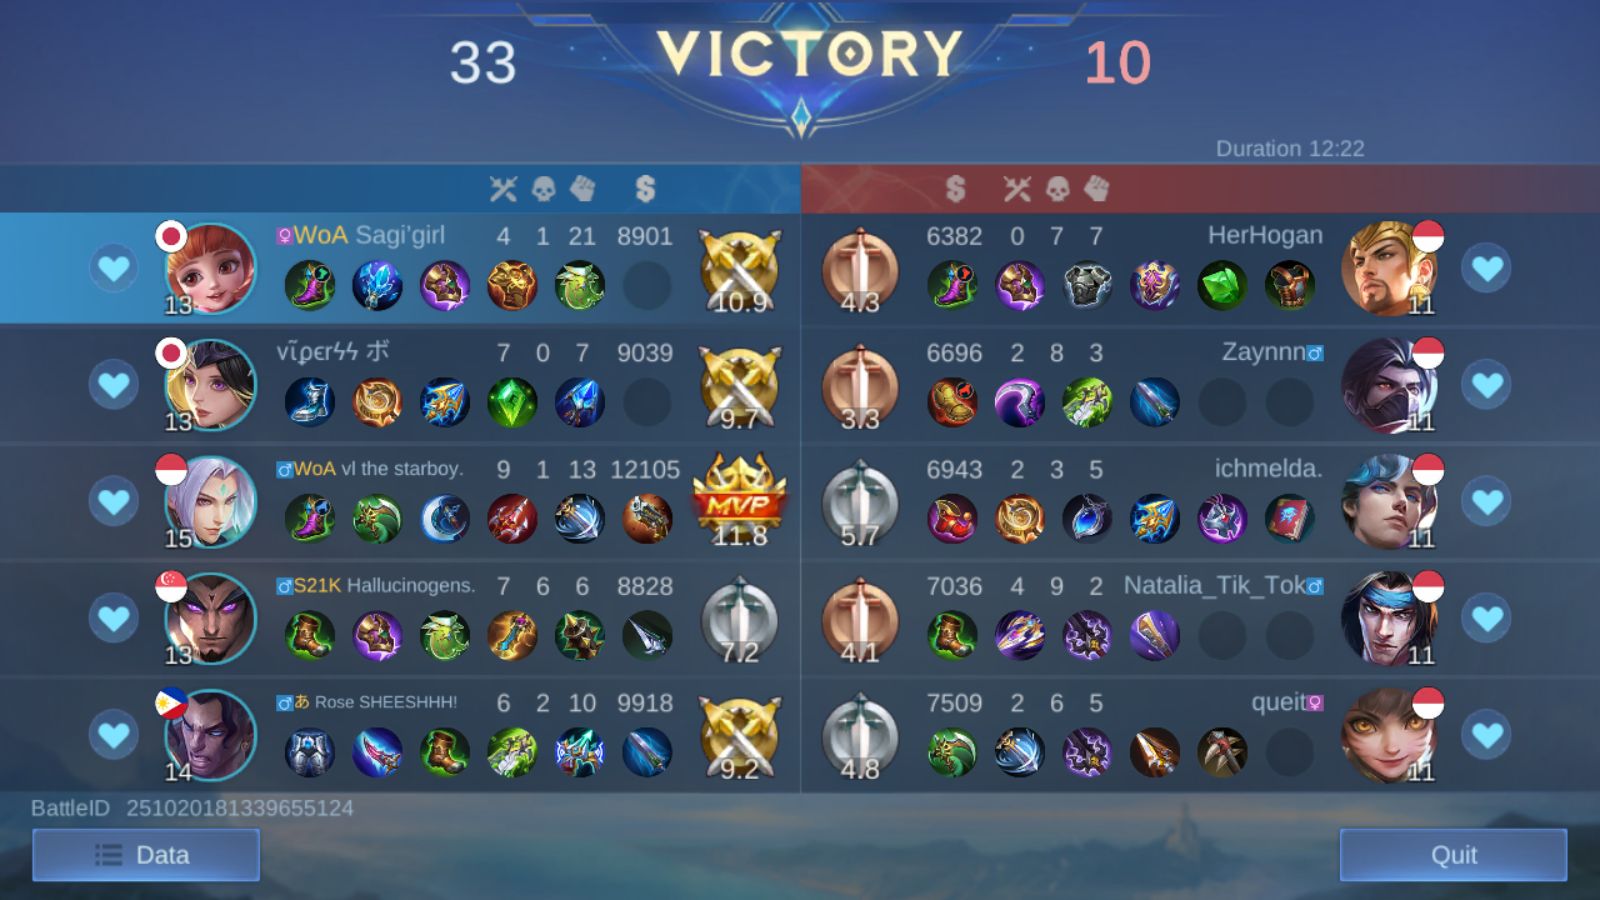 33 VICTORY 10
Duration 12:22
WoA Sagi'girl 4 1 21 8901
13 10.9
6382 0 7 7 HerHogan
4.3 11
7 0 7 9039
13 9.7
6696 2 8 3 Zaynnn
3.3 11
WoA vl the starboy. 9 1 13 12105
MVP
15 11.8
6943 2 3 5 ichmelda.
5.7 11
S21K Hallucinogens. 7 6 6 8828
13 7.2
7036 4 9 2 Natalia_Tik_Tok
4.1 11
あ Rose SHEESHHH! 6 2 10 9918
14 9.2
7509 2 6 5 queit
4.8 11
BattleID 251020181339655124
Data
Quit